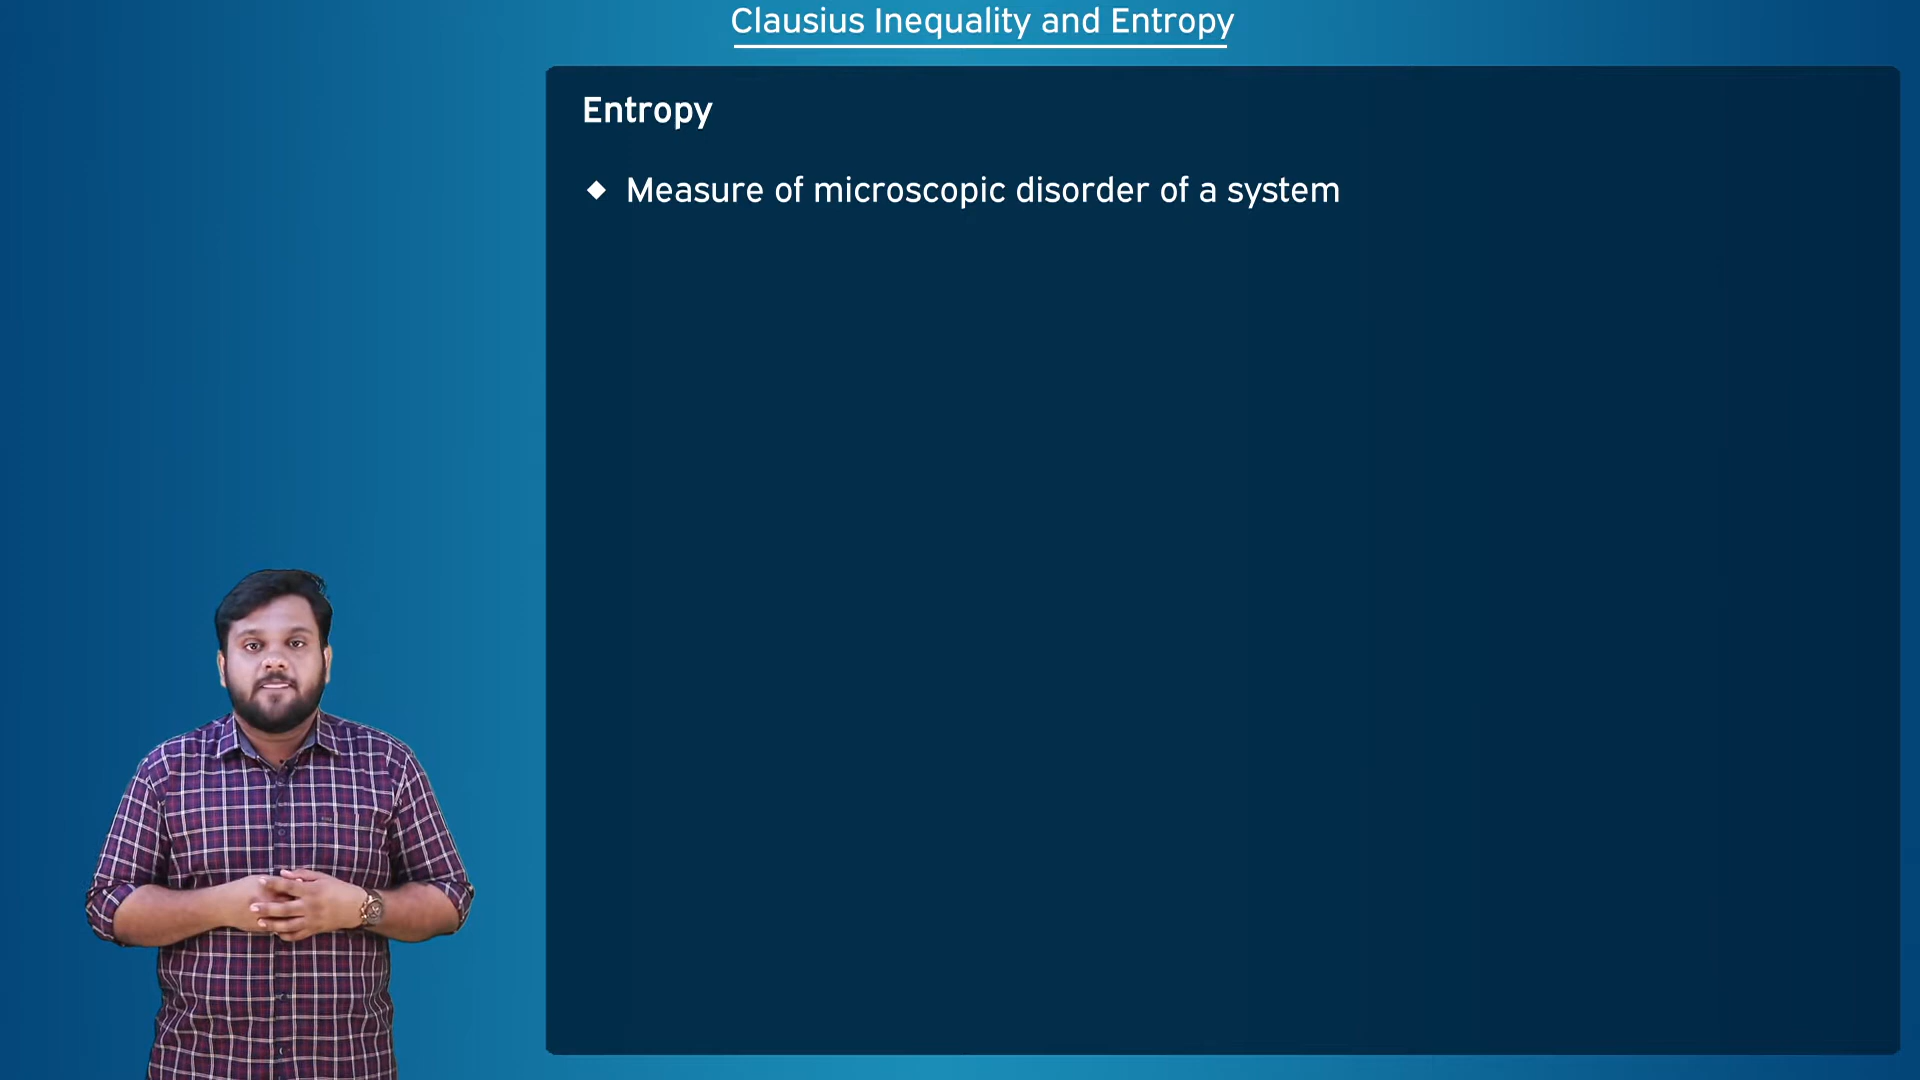 Clausius Inequality and Entropy
Entropy
Measure of microscopic disorder of a system